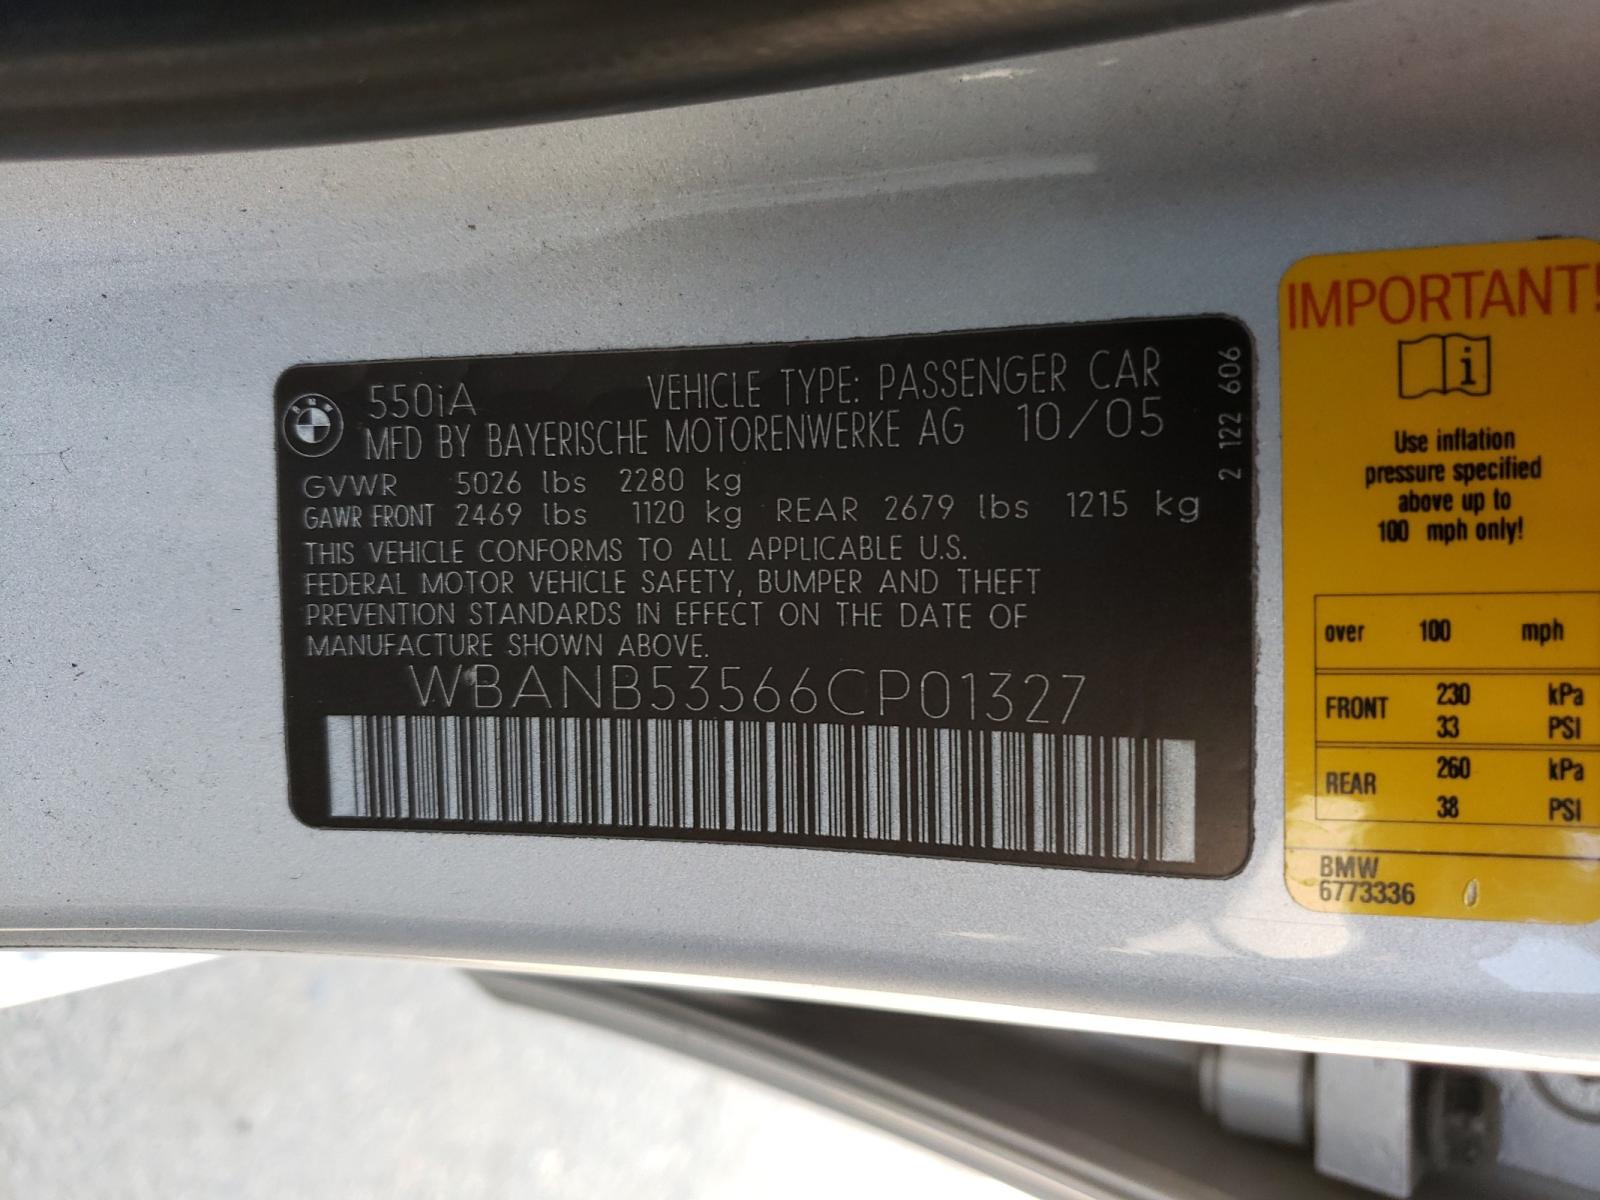 550iA VEHICLE TYPE: PASSENGER CAR
MFD BY BAYERISCHE MOTORENWERKE AG 10/05
GVWR 5026 lbs 2280 kg
GAWR FRONT 2469 lbs 1120 kg REAR 2679 lbs 1215 kg
THIS VEHICLE CONFORMS TO ALL APPLICABLE U.S.
FEDERAL MOTOR VEHICLE SAFETY, BUMPER AND THEFT
PREVENTION STANDARDS IN EFFECT ON THE DATE OF
MANUFACTURE SHOWN ABOVE.
WBANB53566CP01327
2 122 606
IMPORTANT!
i
Use inflation
pressure specified
above up to
100 mph only!
over 100 mph
FRONT 230 kPa
33 PSI
REAR 260 kPa
38 PSI
BMW
6773336